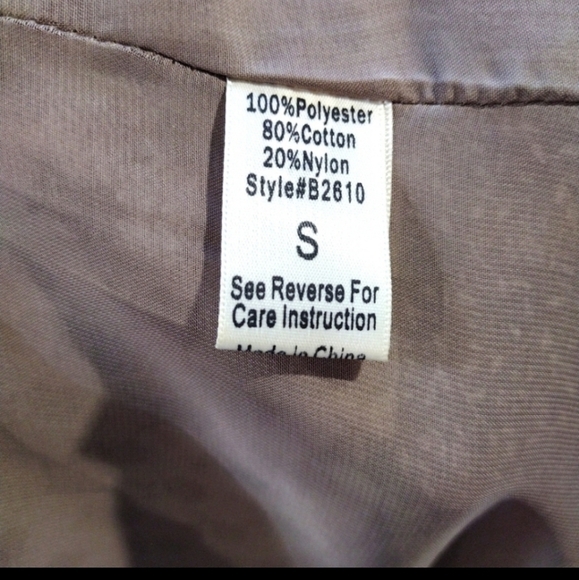 100%Polyester
80%Cotton
20%Nylon
Style#B2610
S
See Reverse For
Care Instruction
Made in China